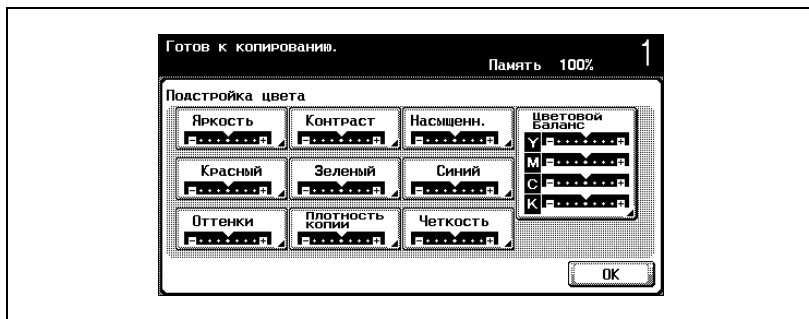 Готов к копированию.
Память 100% 1
Подстройка цвета
Яркость
Контраст
Насыщенн.
Цветовой
Баланс
Y
M
C
K
Красный
Зеленый
Синий
Оттенки
Плотность
копии
Четкость
OK